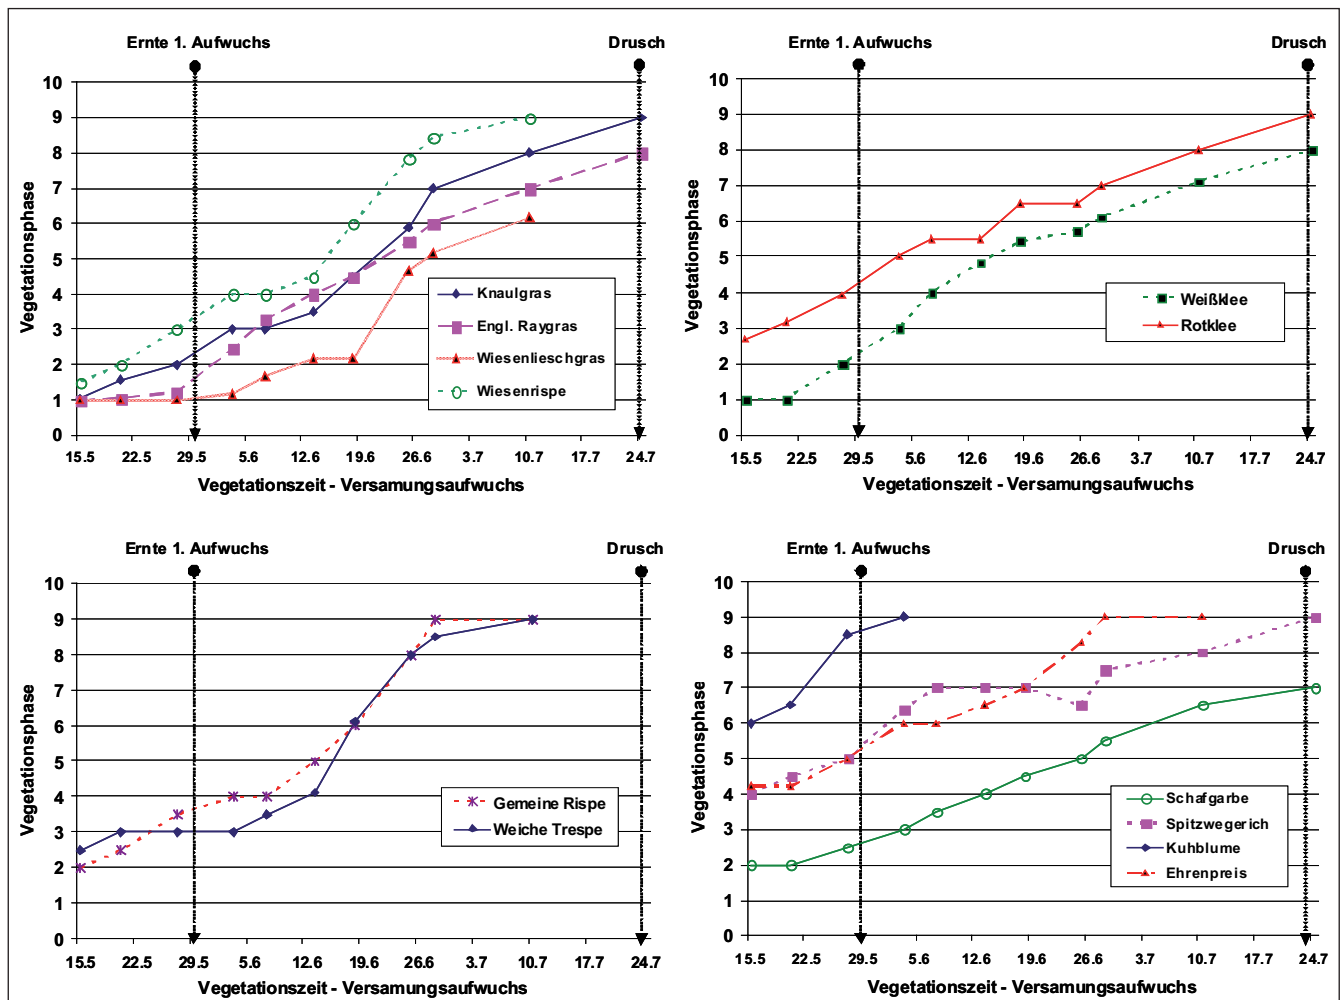 Ernte 1. Aufwuchs
Drusch
10
9
8
7
6
5
4
3
2
1
0
Vegetationsphase
Knaulgras
Engl. Raygras
Wiesenlieschgras
Wiesenrispe
15.5 22.5 29.5 5.6 12.6 19.6 26.6 3.7 10.7 17.7 24.7
Vegetationszeit - Versamungsaufwuchs
Ernte 1. Aufwuchs
Drusch
10
9
8
7
6
5
4
3
2
1
0
Vegetationsphase
Weißklee
Rotklee
15.5 22.5 29.5 5.6 12.6 19.6 26.6 3.7 10.7 17.7 24.7
Vegetationszeit - Versamungsaufwuchs
Ernte 1. Aufwuchs
Drusch
10
9
8
7
6
5
4
3
2
1
0
Vegetationsphase
Gemeine Rispe
Weiche Trespe
15.5 22.5 29.5 5.6 12.6 19.6 26.6 3.7 10.7 17.7 24.7
Vegetationszeit - Versamungsaufwuchs
Ernte 1. Aufwuchs
Drusch
10
9
8
7
6
5
4
3
2
1
0
Vegetationsphase
Schafgarbe
Spitzwegerich
Kuhblume
Ehrenpreis
15.5 22.5 29.5 5.6 12.6 19.6 26.6 3.7 10.7 17.7 24.7
Vegetationszeit - Versamungsaufwuchs